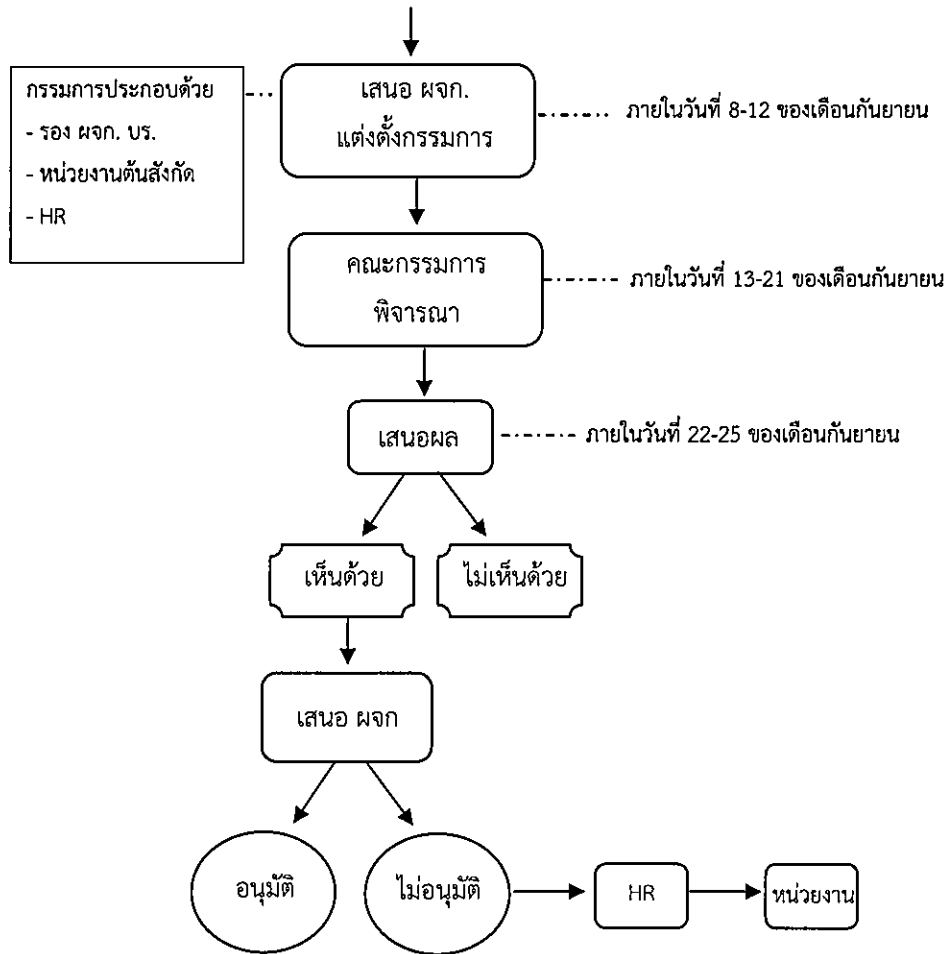 กรรมการประกอบด้วย
- รอง ผจก. บร.
- หน่วยงานต้นสังกัด
- HR
เสนอ ผจก.
แต่งตั้งกรรมการ
ภายในวันที่ 8-12 ของเดือนกันยายน
คณะกรรมการ
พิจารณา
ภายในวันที่ 13-21 ของเดือนกันยายน
เสนอผล
ภายในวันที่ 22-25 ของเดือนกันยายน
เห็นด้วย
ไม่เห็นด้วย
เสนอ ผจก
อนุมัติ
ไม่อนุมัติ
HR
หน่วยงาน